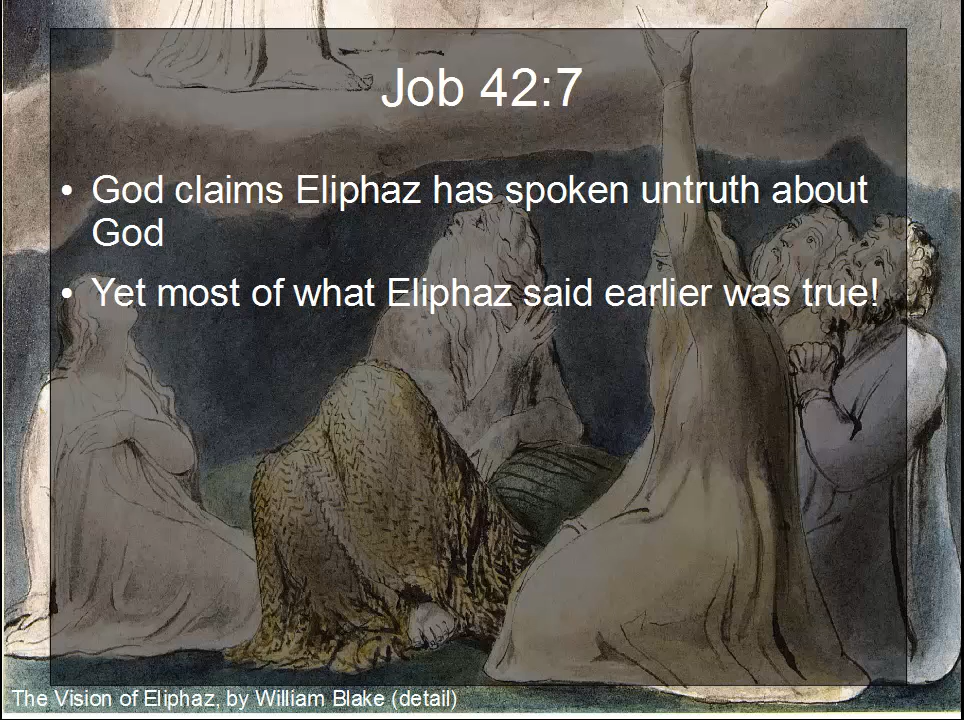 Job 42:7
• God claims Eliphaz has spoken untruth about
God
• Yet most of what Eliphaz said earlier was true!
The Vision of Eliphaz, by William Blake (detail)